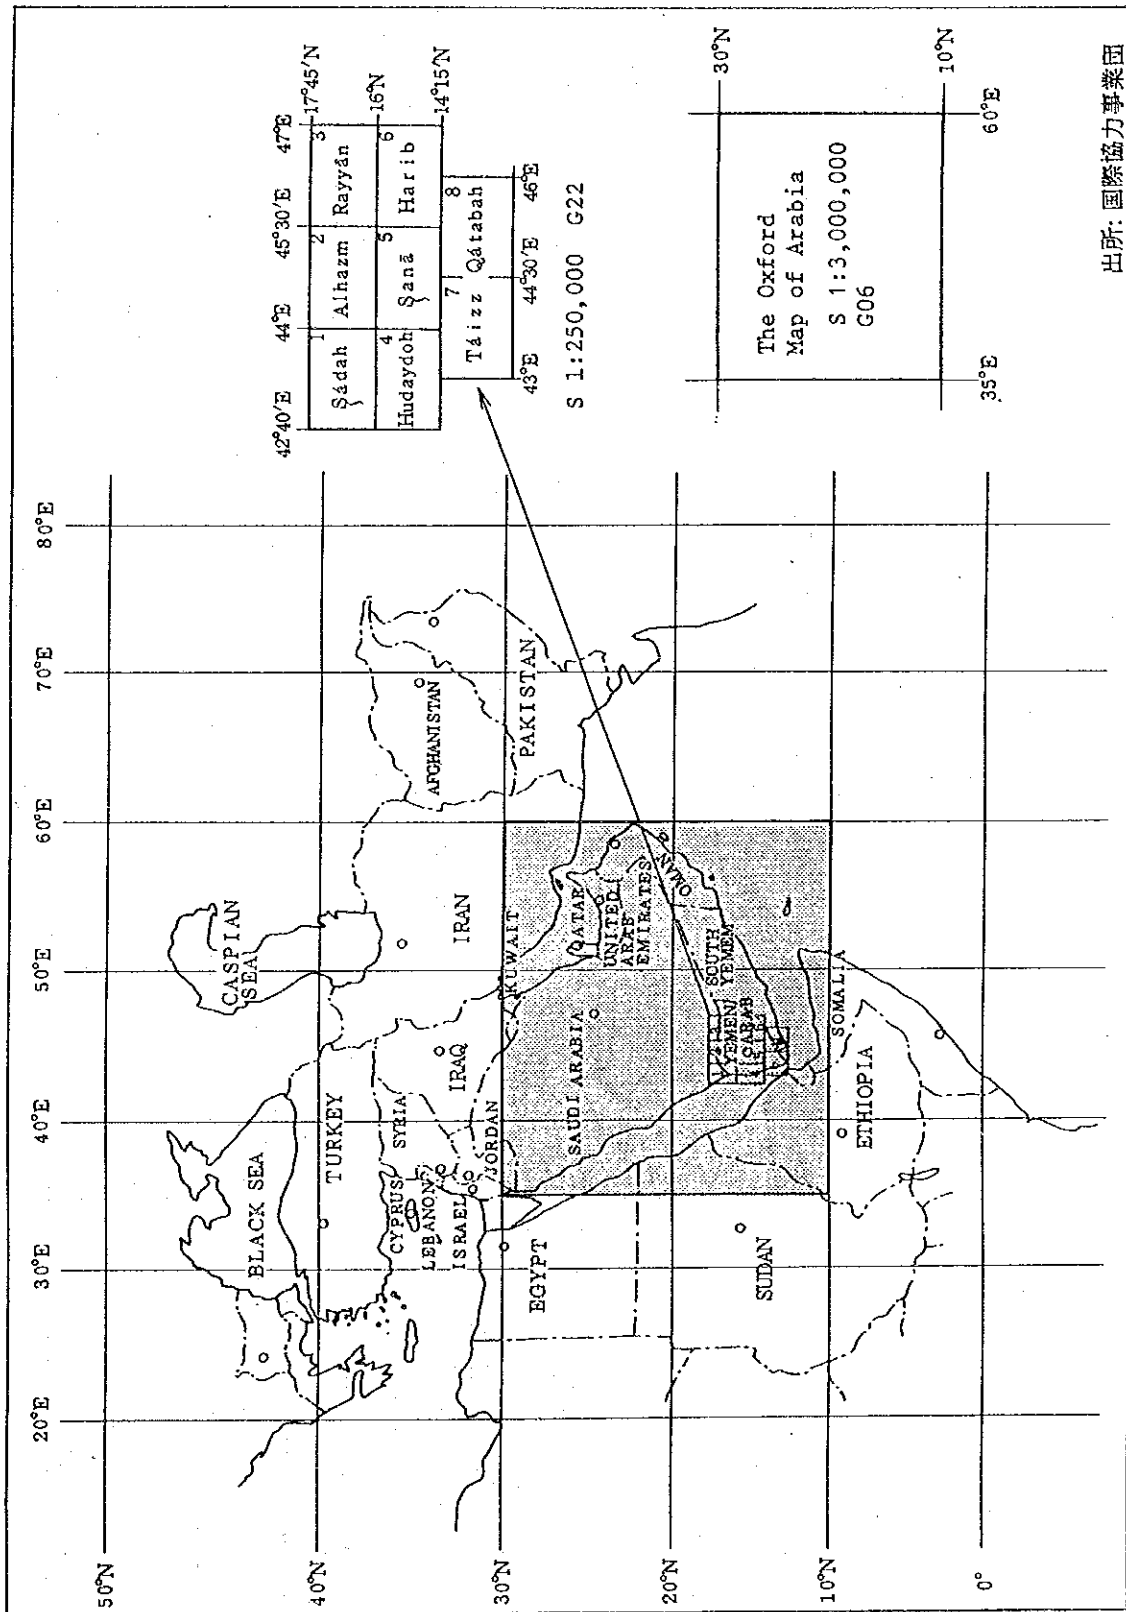 20°E
30°E
40°E
50°E
60°E
70°E
80°E
50°N
40°N
30°N
20°N
10°N
0°
BLACK SEA
CASPIAN
SEA
TURKEY
CYPRUS
SYRIA
LEBANON
ISRAEL
JORDAN
IRAQ
IRAN
KUWAIT
AFGHANISTAN
PAKISTAN
EGYPT
SAUDI ARABIA
QATAR
UNITED
ARAB
EMIRATES
OMAN
SOUTH
YEMEM
YEMEN
CARAB
SUDAN
ETHIOPIA
SOMALIA
42°40'E
44°E
45°30'E
47°E
1
2
3
17°45'N
Ṣádah
Alhazm
Rayyán
16°N
4
5
6
Hudaydoh
Ṣanā
Harib
14°15'N
7
8
Táizz
Qátabah
43°E
44°30'E
46°E
S 1:250,000 G22
30°N
The Oxford
Map of Arabia
S 1:3,000,000
G06
10°N
35°E
60°E
出所: 国際協力事業団